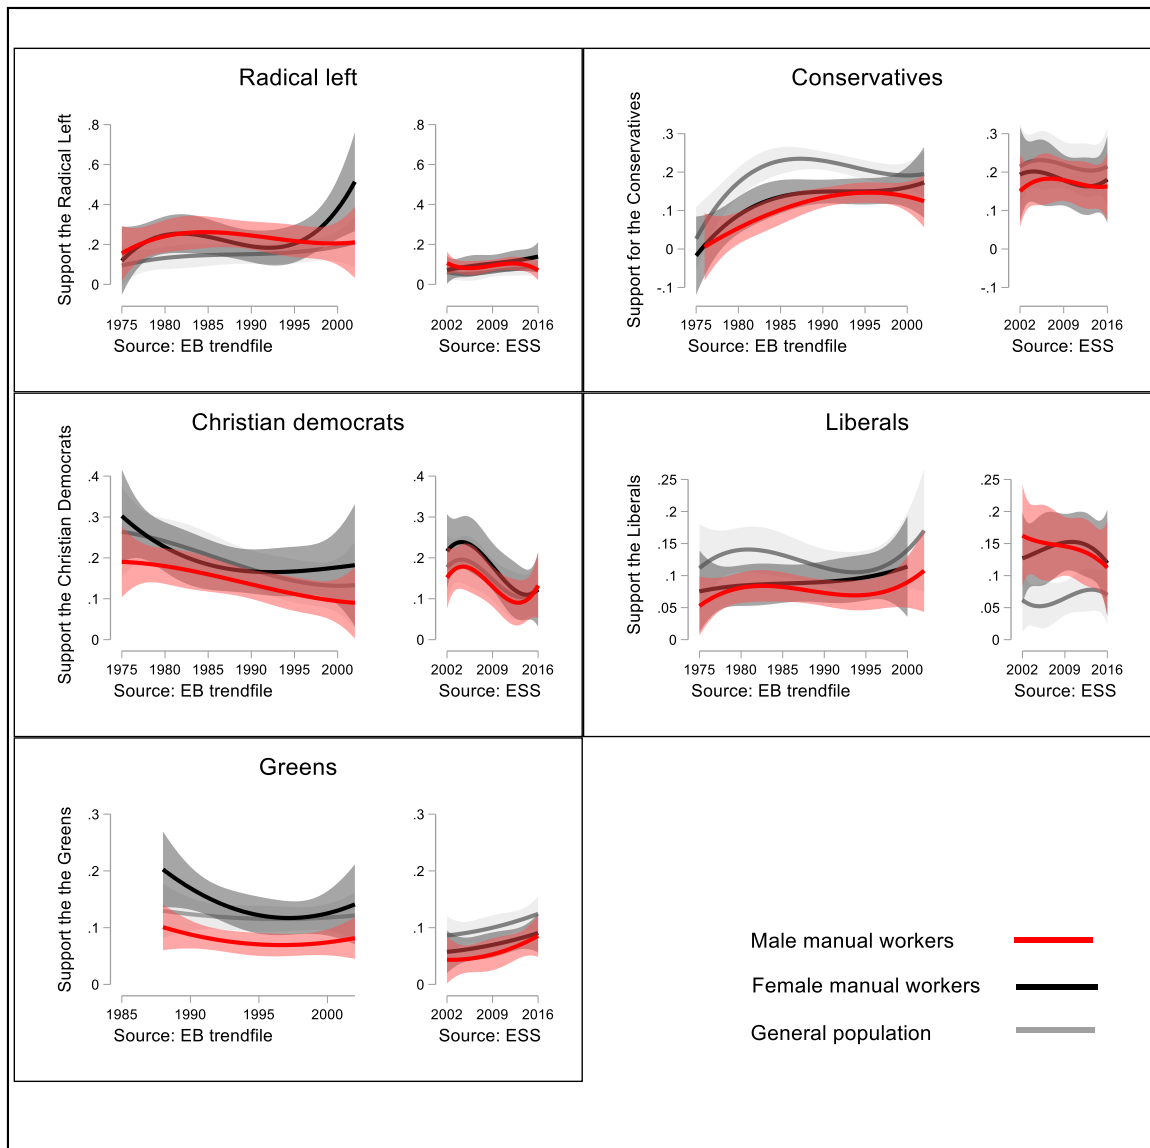 Radical left
Support the Radical Left
.8
.6
.4
.2
0
1975 1980 1985 1990 1995 2000
Source: EB trendfile
.8
.6
.4
.2
0
2002 2009 2016
Source: ESS
Conservatives
Support for the Conservatives
.3
.2
.1
0
-.1
1975 1980 1985 1990 1995 2000
Source: EB trendfile
.3
.2
.1
0
-.1
2002 2009 2016
Source: ESS
Christian democrats
Support the Christian Democrats
.4
.3
.2
.1
0
1975 1980 1985 1990 1995 2000
Source: EB trendfile
.4
.3
.2
.1
0
2002 2009 2016
Source: ESS
Liberals
Support the Liberals
.25
.2
.15
.1
.05
0
1975 1980 1985 1990 1995 2000
Source: EB trendfile
.25
.2
.15
.1
.05
0
2002 2009 2016
Source: ESS
Greens
Support the the Greens
.3
.2
.1
0
1985 1990 1995 2000
Source: EB trendfile
.3
.2
.1
0
2002 2009 2016
Source: ESS
Male manual workers
Female manual workers
General population